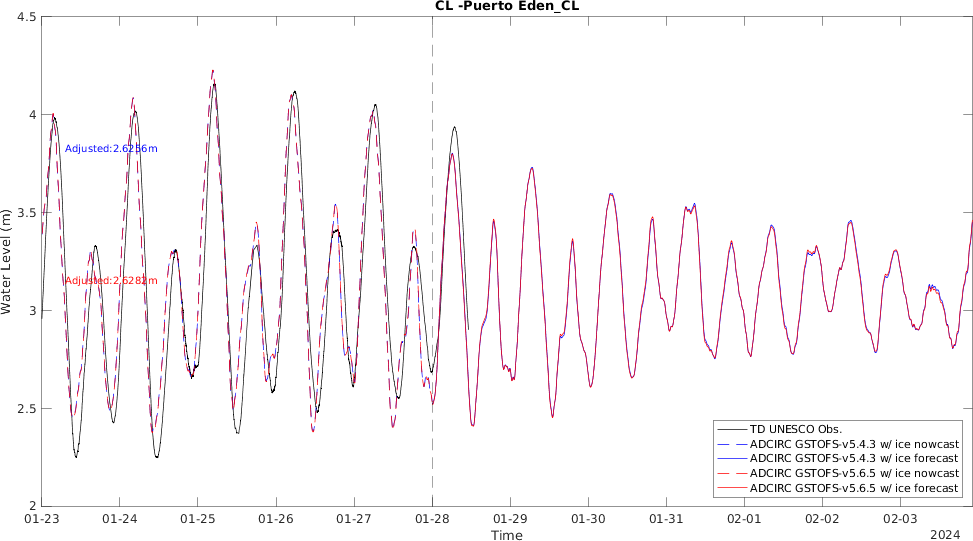 CL -Puerto Eden_CL
4.5
4
3.5
3
2.5
2
Water Level (m)
Adjusted:2.6256m
Adjusted:2.6282m
TD UNESCO Obs.
ADCIRC GSTOFS-v5.4.3 w/ ice nowcast
ADCIRC GSTOFS-v5.4.3 w/ ice forecast
ADCIRC GSTOFS-v5.6.5 w/ ice nowcast
ADCIRC GSTOFS-v5.6.5 w/ ice forecast
01-23 01-24 01-25 01-26 01-27 01-28 01-29 01-30 01-31 02-01 02-02 02-03
Time
2024